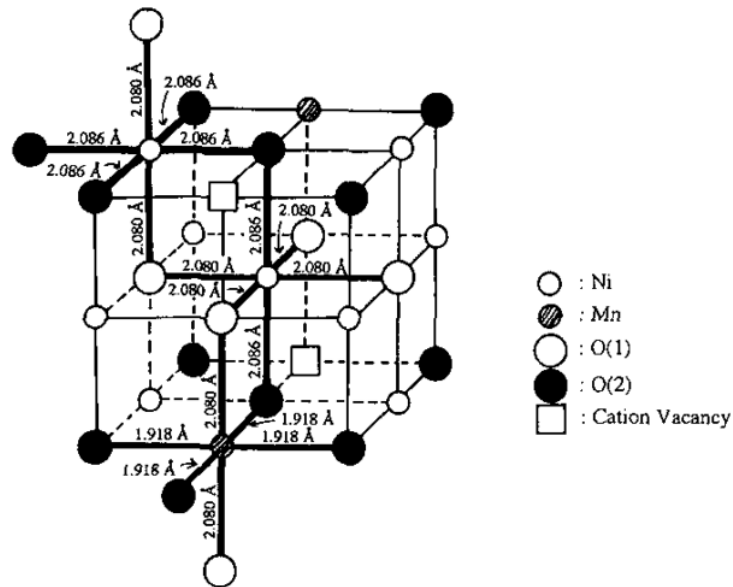 2.080 Å
2.086 Å
2.086 Å
2.086 Å
2.086 Å
2.080 Å
2.086 Å
2.080 Å
2.080 Å
2.080 Å
2.080 Å
2.086 Å
2.080 Å
1.918 Å
1.918 Å
1.918 Å
1.918 Å
2.080 Å
: Ni
: Mn
: O(1)
: O(2)
: Cation Vacancy